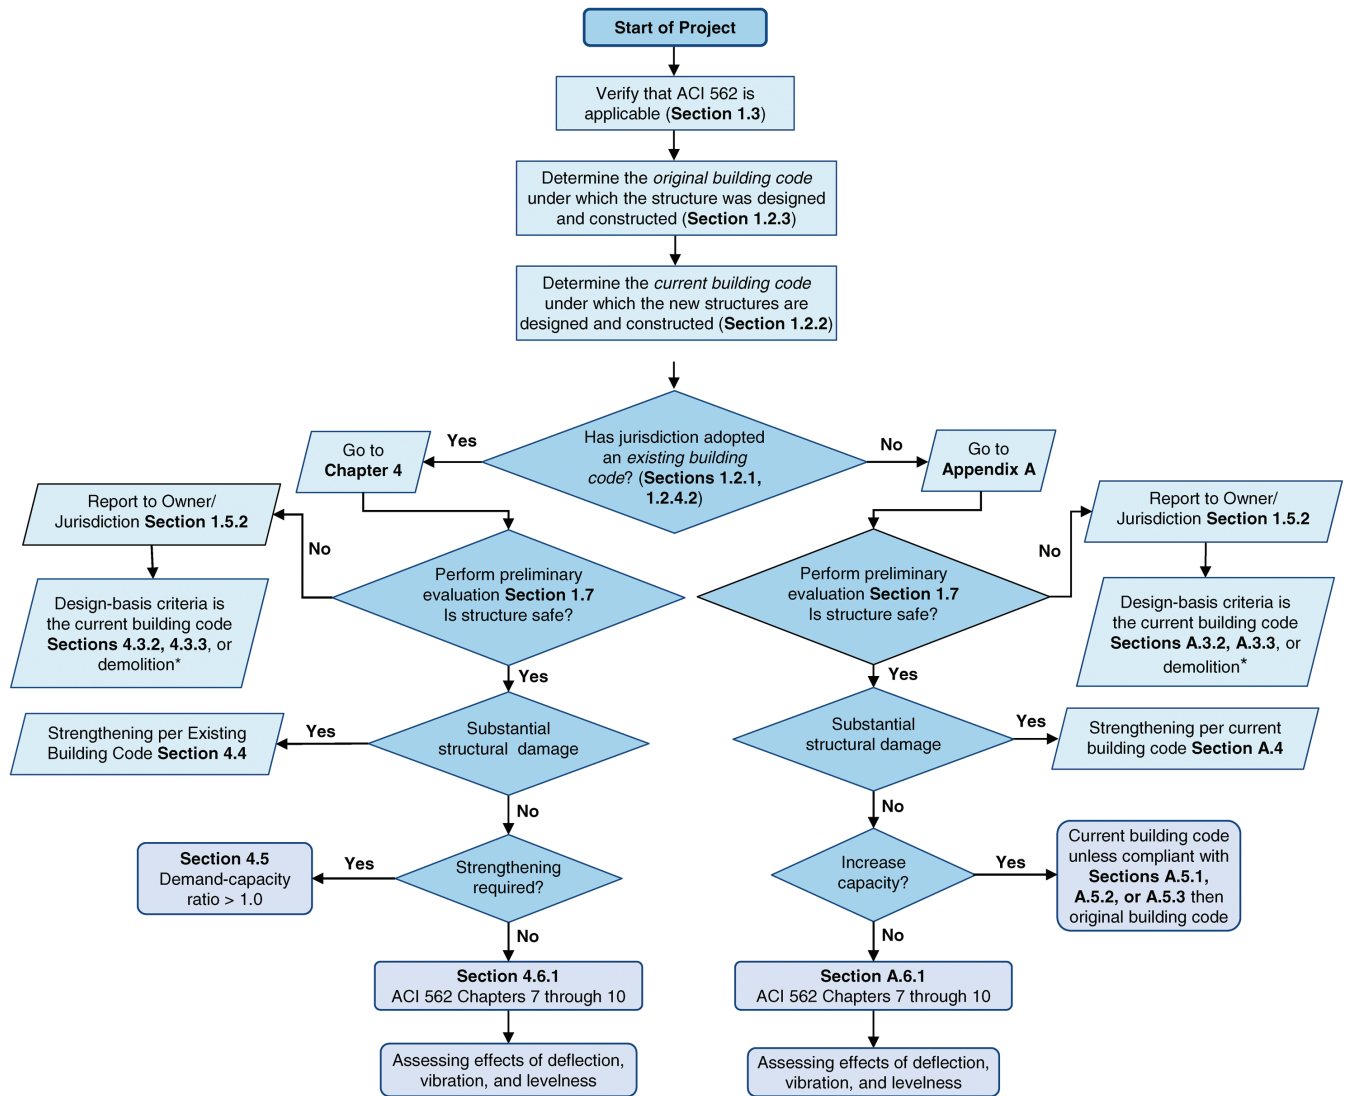 Start of Project
Verify that ACI 562 is
applicable (Section 1.3)
Determine the original building code
under which the structure was designed
and constructed (Section 1.2.3)
Determine the current building code
under which the new structures are
designed and constructed (Section 1.2.2)
Has jurisdiction adopted
an existing building
code? (Sections 1.2.1,
1.2.4.2)
Yes
No
Go to
Chapter 4
Go to
Appendix A
Report to Owner/
Jurisdiction Section 1.5.2
No
Perform preliminary
evaluation Section 1.7
Is structure safe?
Design-basis criteria is
the current building code
Sections 4.3.2, 4.3.3, or
demolition*
Yes
Strengthening per Existing
Building Code Section 4.4
Yes
Substantial
structural damage
No
Section 4.5
Demand-capacity
ratio > 1.0
Yes
Strengthening
required?
No
Section 4.6.1
ACI 562 Chapters 7 through 10
Assessing effects of deflection,
vibration, and levelness
Perform preliminary
evaluation Section 1.7
Is structure safe?
No
Report to Owner/
Jurisdiction Section 1.5.2
Design-basis criteria is
the current building code
Sections A.3.2, A.3.3, or
demolition*
Yes
Substantial
structural damage
Yes
Strengthening per current
building code Section A.4
No
Increase
capacity?
Yes
Current building code
unless compliant with
Sections A.5.1,
A.5.2, or A.5.3 then
original building code
No
Section A.6.1
ACI 562 Chapters 7 through 10
Assessing effects of deflection,
vibration, and levelness